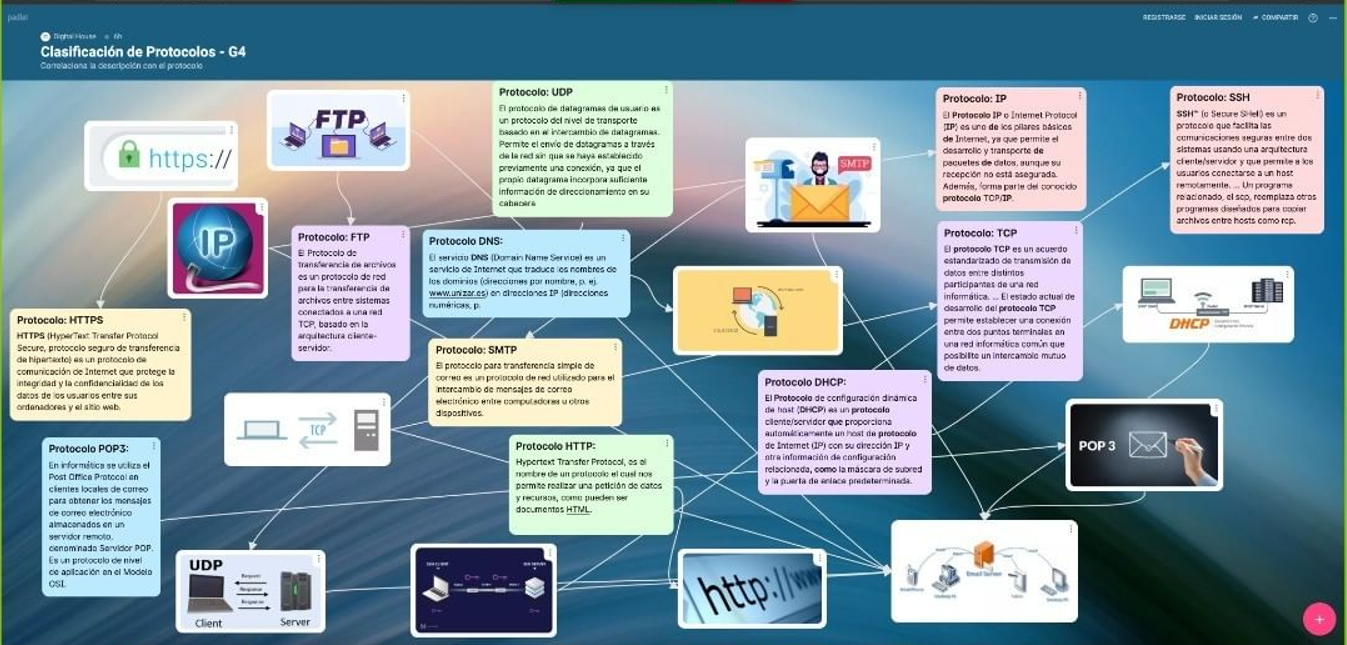 padlet
REGISTRARSE
INICIAR SESIÓN
COMPARTIR
Digital House
6h
Clasificación de Protocolos - G4
Correlaciona la descripción con el protocolo
https://
FTP
Protocolo: UDP
El protocolo de datagramas de usuario es
un protocolo del nivel de transporte
basado en el intercambio de datagramas.
Permite el envío de datagramas a través
de la red sin que se haya establecido
previamente una conexión, ya que el
propio datagrama incorpora suficiente
información de direccionamiento en su
cabecera
SMTP
Protocolo: IP
El Protocolo IP o Internet Protocol
(IP) es uno de los pilares básicos
de Internet, ya que permite el
desarrollo y transporte de
paquetes de datos, aunque su
recepción no está asegurada.
Además, forma parte del conocido
protocolo TCP/IP.
Protocolo: SSH
SSH™ (o Secure SHell) es un
protocolo que facilita las
comunicaciones seguras entre dos
sistemas usando una arquitectura
cliente/servidor y que permite a los
usuarios conectarse a un host
remotamente. ... Un programa
relacionado, el scp, reemplaza otros
programas diseñados para copiar
archivos entre hosts como rcp.
IP
Protocolo: FTP
El Protocolo de
transferencia de archivos
es un protocolo de red
para la transferencia de
archivos entre sistemas
conectados a una red
TCP, basado en la
arquitectura cliente-
servidor.
Protocolo DNS:
El servicio DNS (Domain Name Service) es un
servicio de Internet que traduce los nombres de
los dominios (direcciones por nombre, p. ej.
www.unizar.es) en direcciones IP (direcciones
numéricas, p.
Protocolo: TCP
El protocolo TCP es un acuerdo
estandarizado de transmisión de
datos entre distintos
participantes de una red
informática. ... El estado actual de
desarrollo del protocolo TCP
permite establecer una conexión
entre dos puntos terminales en
una red informática común que
posibilite un intercambio mutuo
de datos.
DHCP
Protocolo: HTTPS
HTTPS (HyperText Transfer Protocol
Secure, protocolo seguro de transferencia
de hipertexto) es un protocolo de
comunicación de Internet que protege la
integridad y la confidencialidad de los
datos de los usuarios entre sus
ordenadores y el sitio web.
Protocolo: SMTP
El protocolo para transferencia simple de
correo es un protocolo de red utilizado para el
intercambio de mensajes de correo
electrónico entre computadoras u otros
dispositivos.
Protocolo DHCP:
El Protocolo de configuración dinámica
de host (DHCP) es un protocolo
cliente/servidor que proporciona
automáticamente un host de protocolo
de Internet (IP) con su dirección IP y
otra información de configuración
relacionada, como la máscara de subred
y la puerta de enlace predeterminada.
TCP
POP 3
Protocolo POP3:
En informática se utiliza el
Post Office Protocol en
clientes locales de correo
para obtener los mensajes
de correo electrónico
almacenados en un
servidor remoto,
denominado Servidor POP.
Es un protocolo de nivel
de aplicación en el Modelo
OSI.
Protocolo HTTP:
Hypertext Transfer Protocol, es el
nombre de un protocolo el cual nos
permite realizar una petición de datos
y recursos, como pueden ser
documentos HTML.
UDP
Request
Response
Response
Client
Server
http://www
Email Server